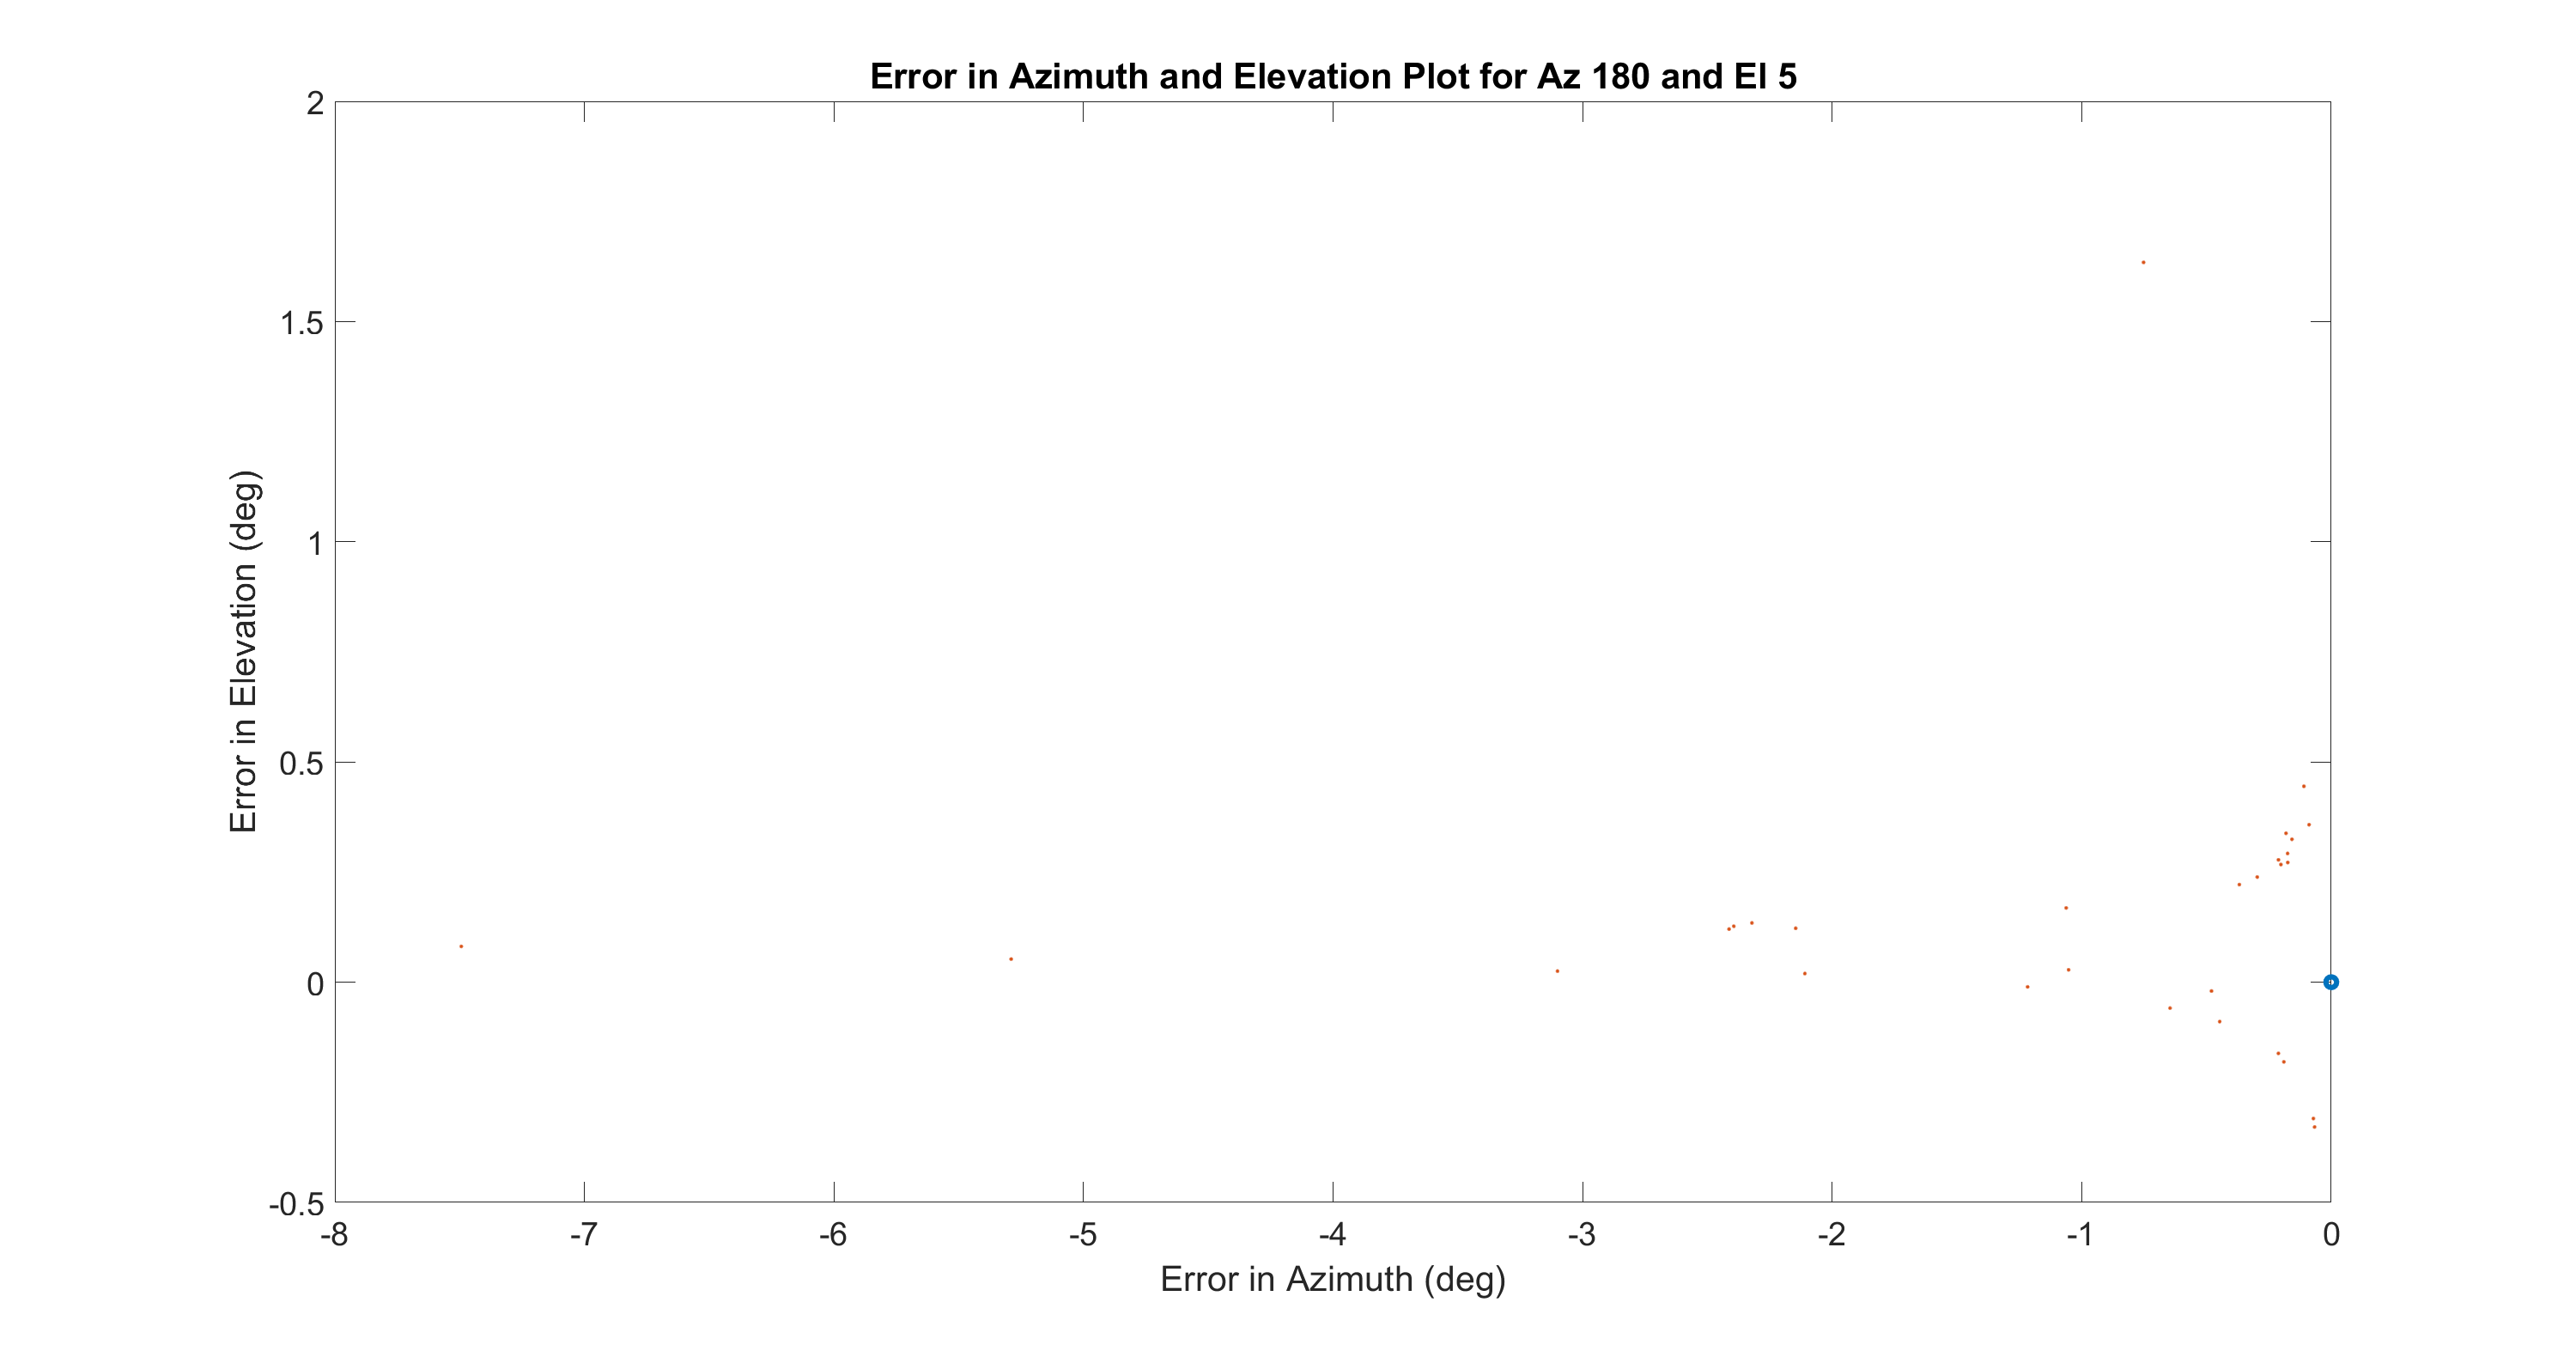 Error in Azimuth and Elevation Plot for Az 180 and El 5
2
1.5
1
0.5
0
-0.5
Error in Elevation (deg)
-8 -7 -6 -5 -4 -3 -2 -1 0
Error in Azimuth (deg)